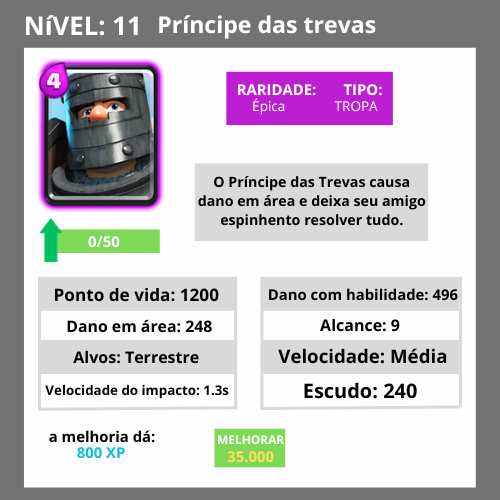 NíVEL: 11 Príncipe das trevas
4
RARIDADE: TIPO:
Épica TROPA
O Príncipe das Trevas causa
dano em área e deixa seu amigo
espinhento resolver tudo.
0/50
Ponto de vida: 1200
Dano em área: 248
Alvos: Terrestre
Velocidade do impacto: 1.3s
Dano com habilidade: 496
Alcance: 9
Velocidade: Média
Escudo: 240
a melhoria dá:
800 XP
MELHORAR
35.000